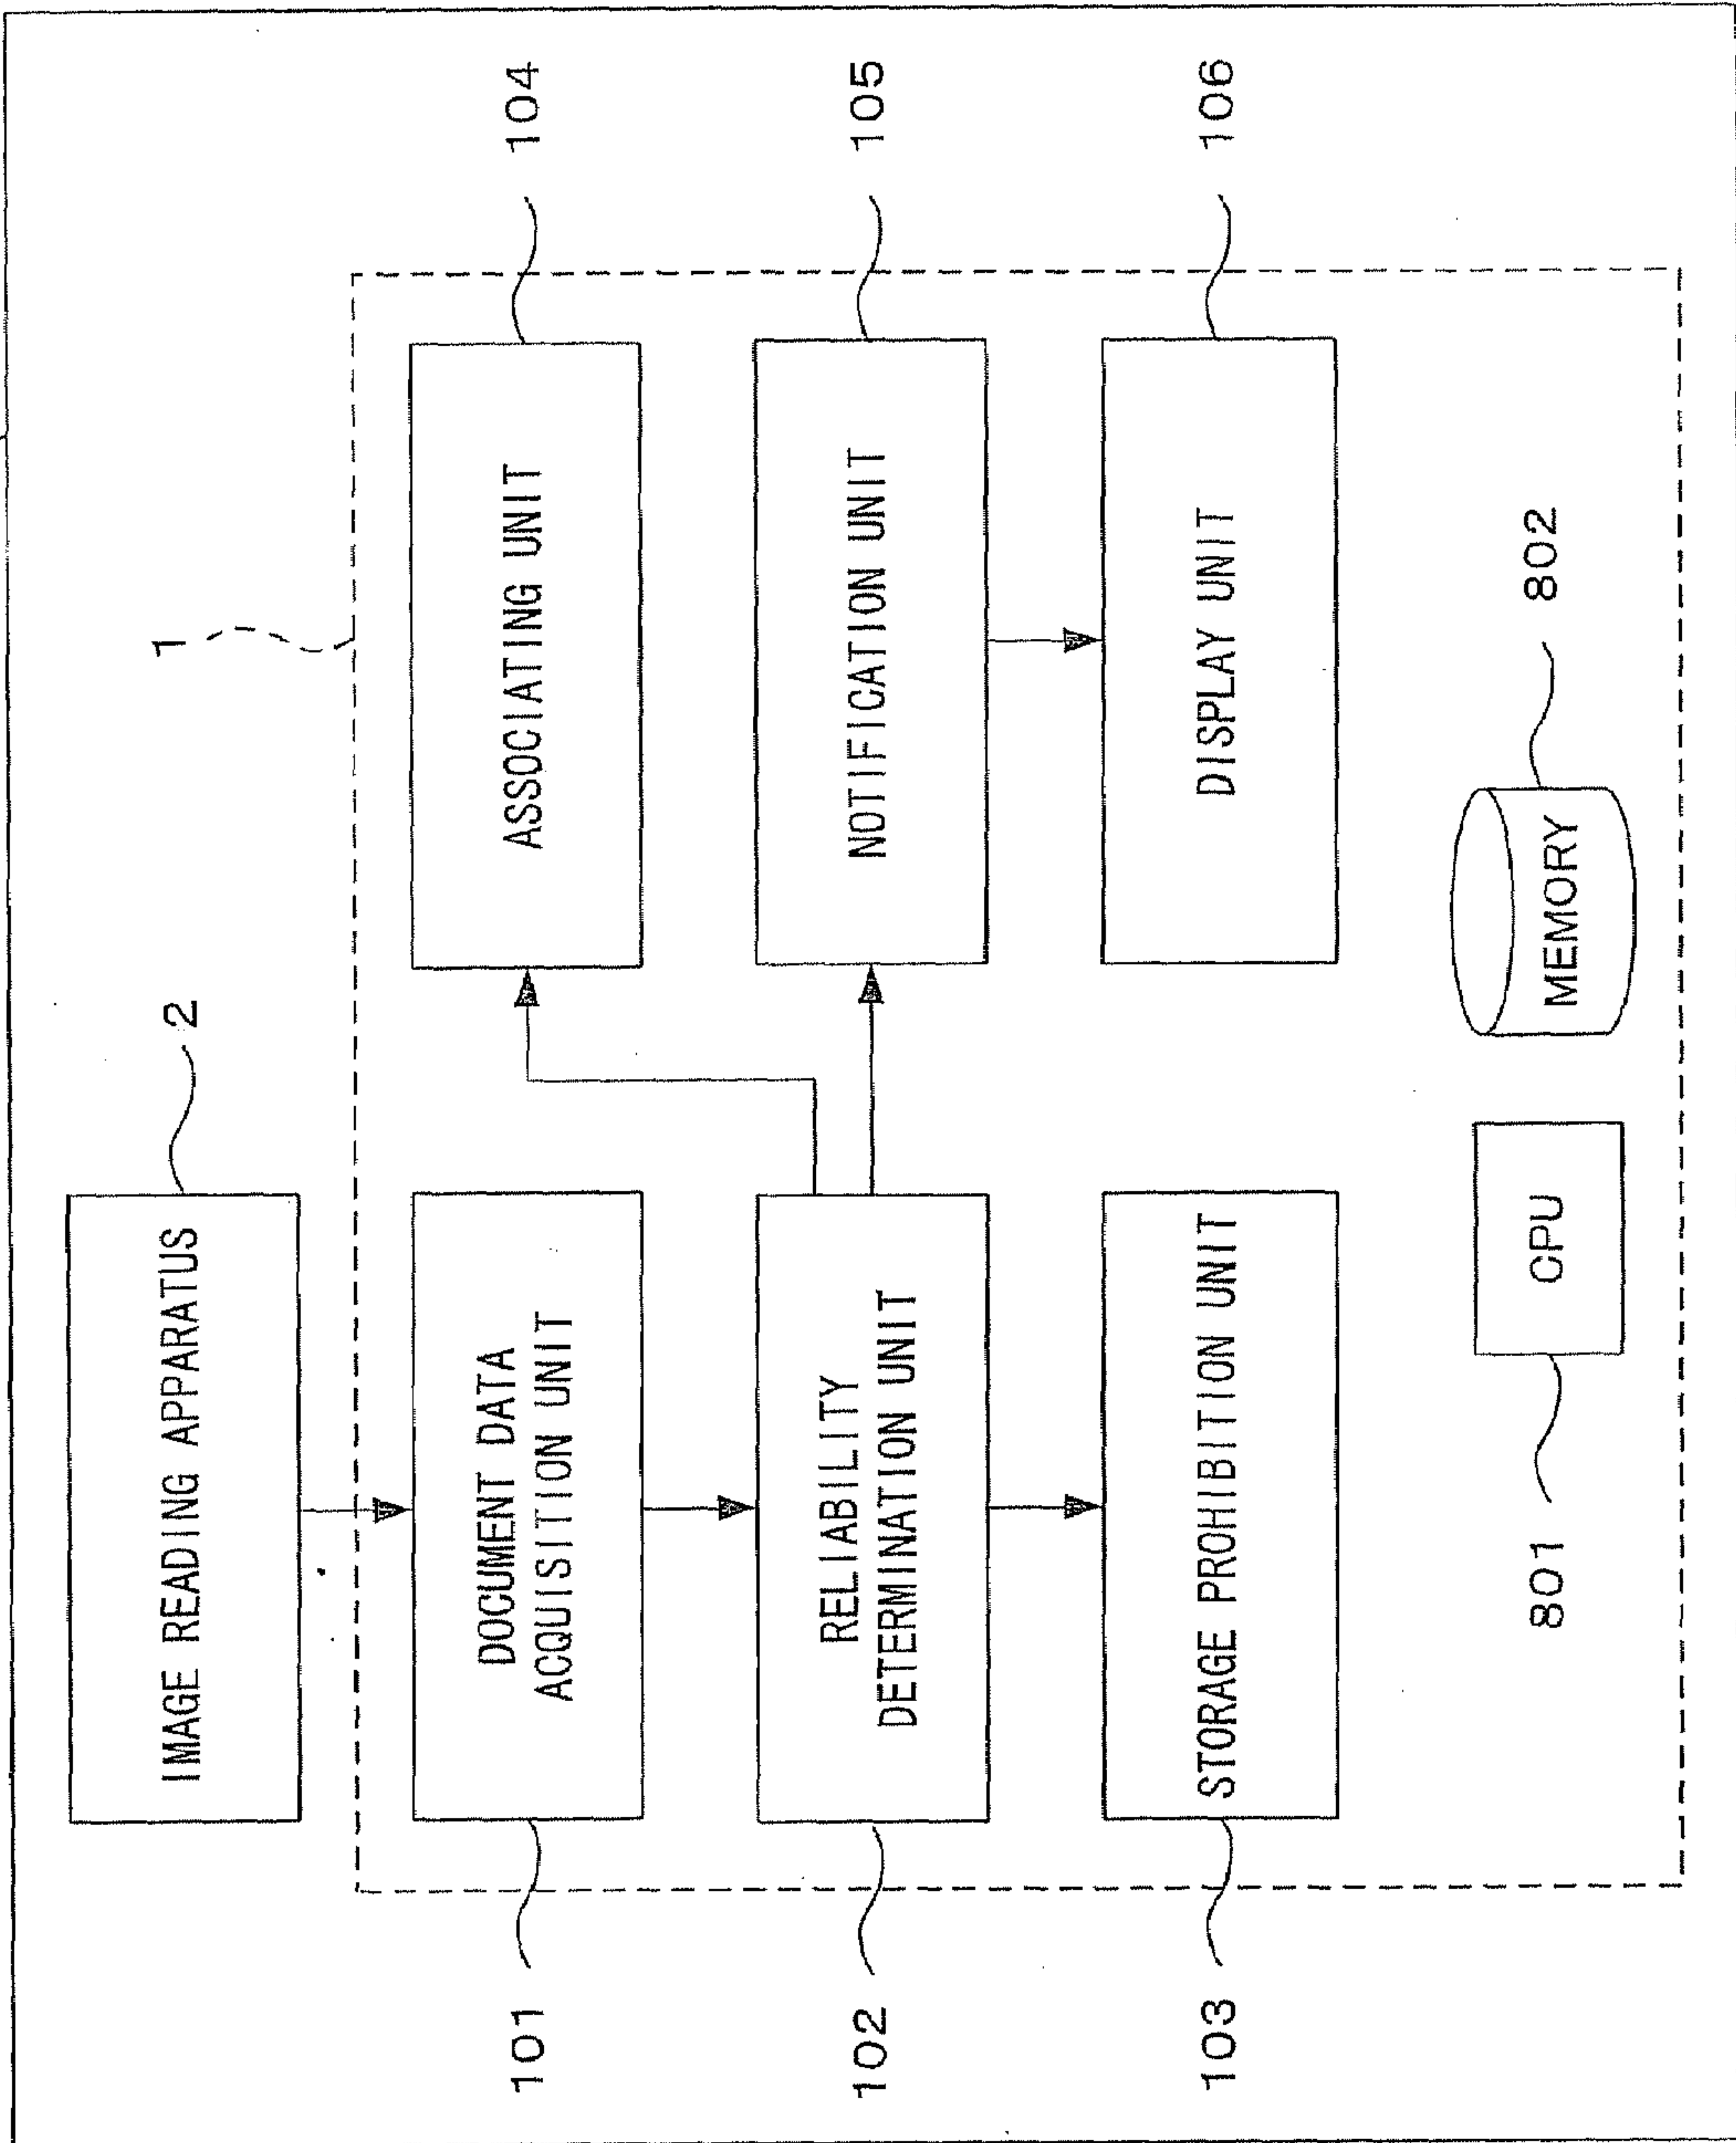 IMAGE READING APPARATUS
2
1
101
DOCUMENT DATA
ACQUISITION UNIT
ASSOCIATING UNIT
104
102
RELIABILITY
DETERMINATION UNIT
NOTIFICATION UNIT
105
103
STORAGE PROHIBITION UNIT
DISPLAY UNIT
106
801
CPU
MEMORY
802